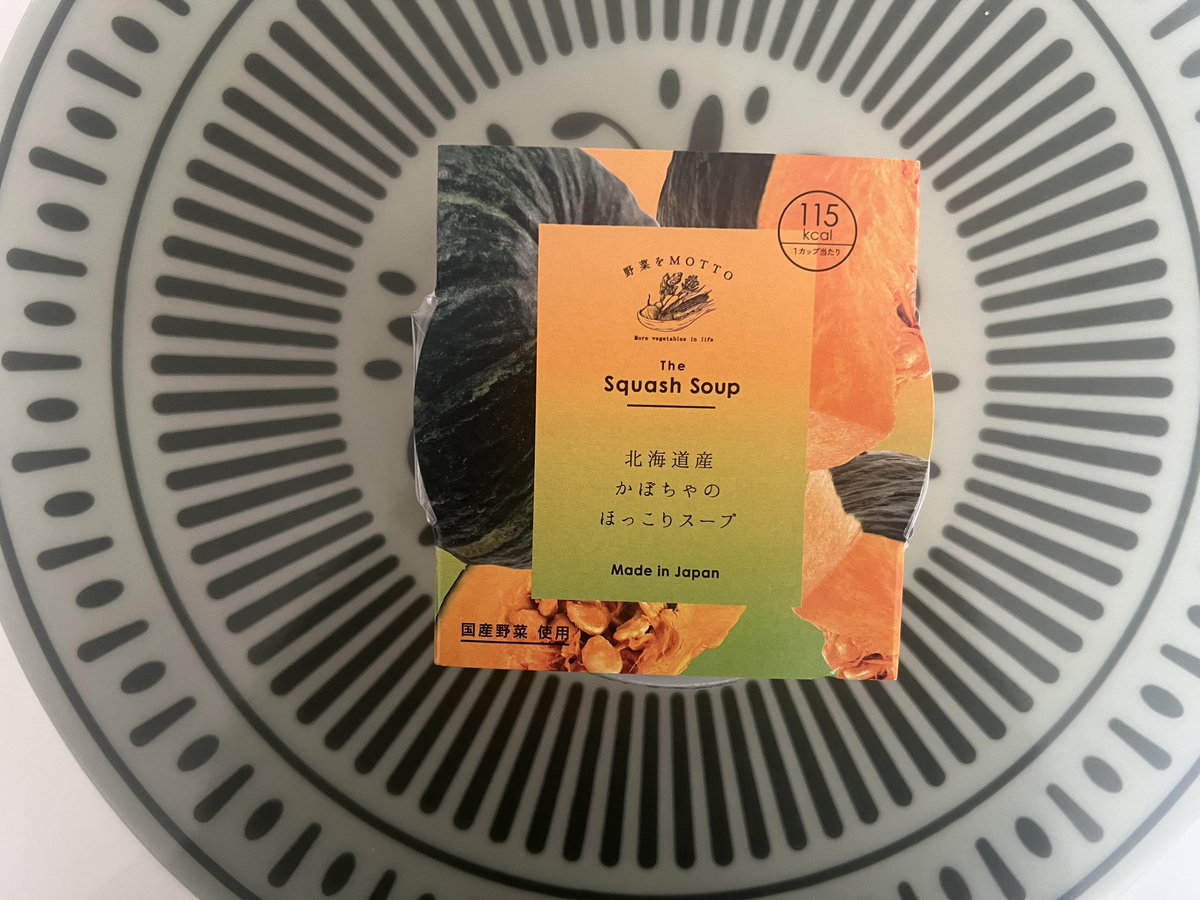 115
kcal
1カップ当たり
野菜をMOTTO
More vegetables in life
The
Squash Soup
北海道産
かぼちゃの
ほっこりスープ
Made in Japan
国産野菜 使用